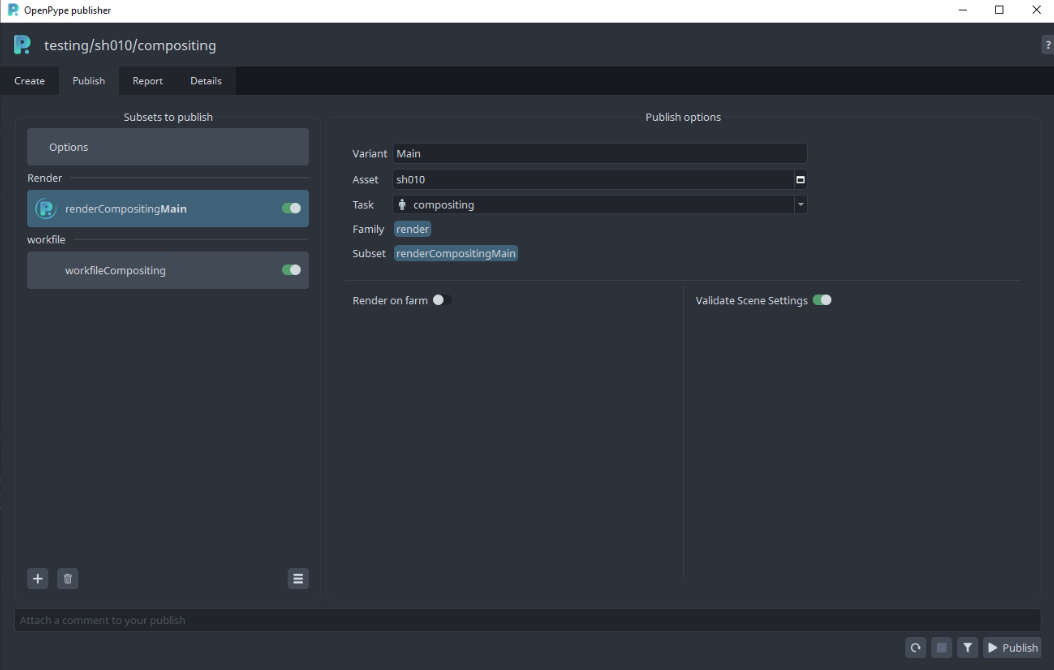 OpenPype publisher
testing/sh010/compositing
?
Create Publish Report Details
Subsets to publish
Options
Render
renderCompositingMain
workfile
workfileCompositing
Publish options
Variant Main
Asset sh010
Task compositing
Family render
Subset renderCompositingMain
Render on farm
Validate Scene Settings
Attach a comment to your publish
Publish